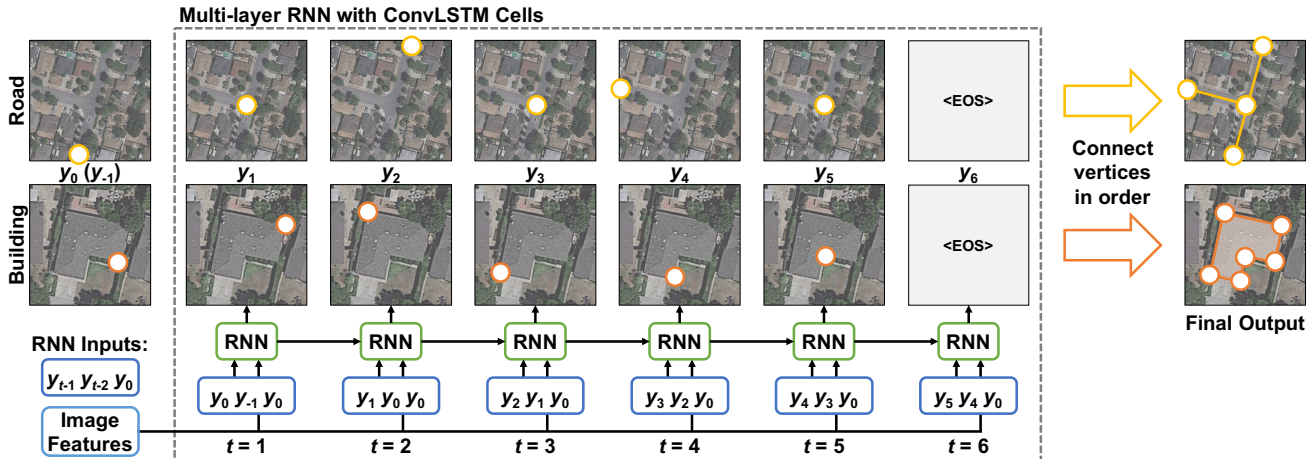 Multi-layer RNN with ConvLSTM Cells
Road
<EOS>
y0 (y-1)
y1
y2
y3
y4
y5
y6
Connect
vertices
in order
Building
<EOS>
Final Output
RNN Inputs:
RNN
RNN
RNN
RNN
RNN
RNN
yt-1 yt-2 y0
y0 y-1 y0
y1 y0 y0
y2 y1 y0
y3 y2 y0
y4 y3 y0
y5 y4 y0
Image
Features
t = 1
t = 2
t = 3
t = 4
t = 5
t = 6